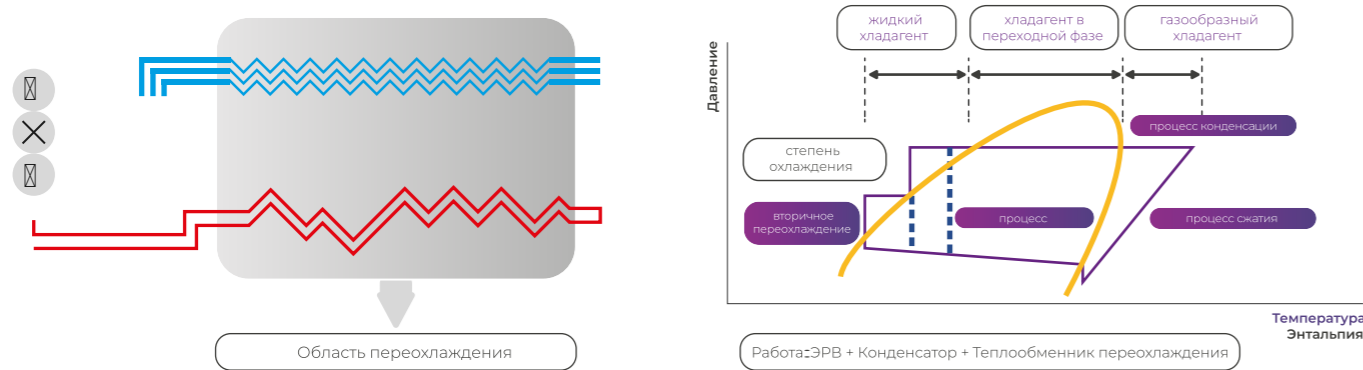 жидкий
хладагент
хладагент в
переходной фазе
газообразный
хладагент
Давление
процесс конденсации
степень
охлаждения
вторичное
переохлаждение
процесс
процесс сжатия
Температура
Энтальпия
Область переохлаждения
Работа:ЭРВ + Конденсатор + Теплообменник переохлаждения